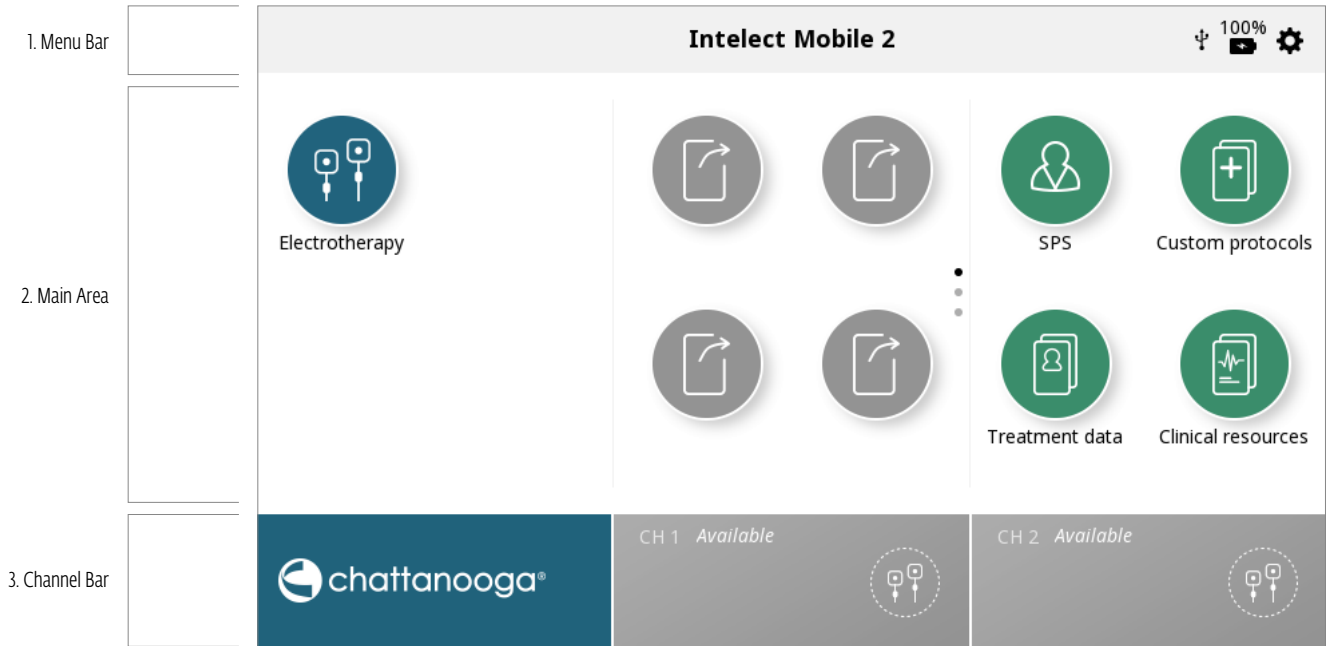 1. Menu Bar
Intelect Mobile 2
100%
2. Main Area
Electrotherapy
SPS
Custom protocols
Treatment data
Clinical resources
3. Channel Bar
chattanooga®
CH 1 Available
CH 2 Available